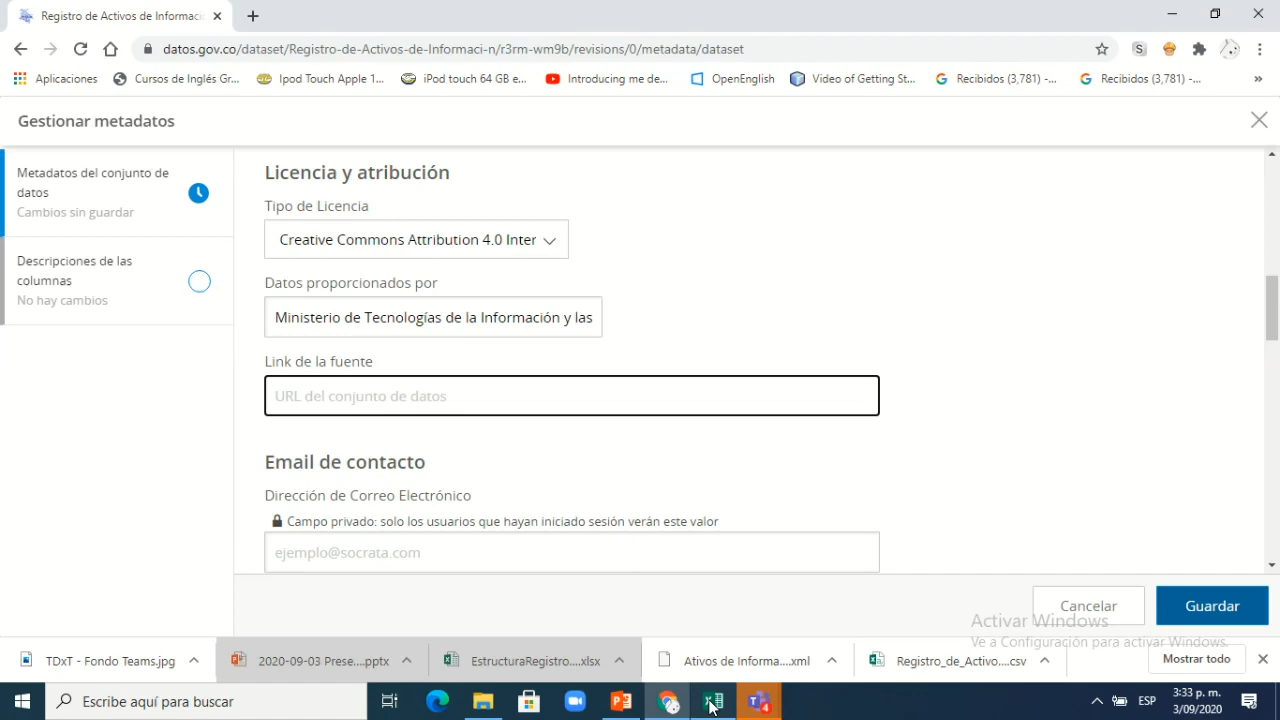 Registro de Activos de Informaci
datos.gov.co/dataset/Registro-de-Activos-de-Informaci-n/r3rm-wm9b/revisions/0/metadata/dataset
Aplicaciones
Cursos de Inglés Gr...
Ipod Touch Apple 1...
iPod touch 64 GB e...
Introducing me de...
OpenEnglish
Video of Getting St...
Recibidos (3,781) -...
Recibidos (3,781) -...
Gestionar metadatos
Metadatos del conjunto de
datos
Cambios sin guardar
Descripciones de las
columnas
No hay cambios
Licencia y atribución
Tipo de Licencia
Creative Commons Attribution 4.0 Inter
Datos proporcionados por
Ministerio de Tecnologías de la Información y las
Link de la fuente
URL del conjunto de datos
Email de contacto
Dirección de Correo Electrónico
Campo privado: solo los usuarios que hayan iniciado sesión verán este valor
ejemplo@socrata.com
Cancelar
Guardar
Activar Windows
Ve a Configuración para activar Windows.
TDxT - Fondo Teams.jpg
2020-09-03 Prese....pptx
EstructuraRegistro....xlsx
Ativos de Informa....xml
Registro_de_Activo....csv
Mostrar todo
Escribe aquí para buscar
4
ESP
3:33 p. m.
3/09/2020